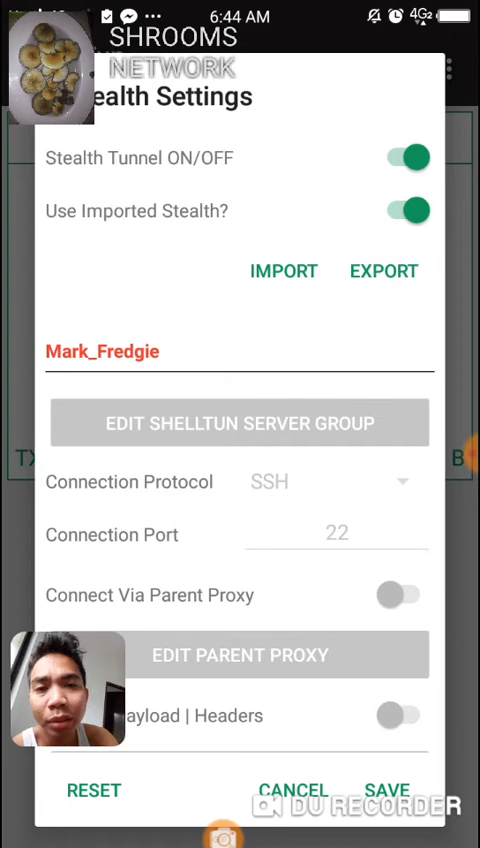 6:44 AM 4G2
SHROOMS
NETWORK
ealth Settings
Stealth Tunnel ON/OFF
Use Imported Stealth?
IMPORT EXPORT
Mark_Fredgie
EDIT SHELLTUN SERVER GROUP
TX B
Connection Protocol SSH
Connection Port 22
Connect Via Parent Proxy
EDIT PARENT PROXY
ayload | Headers
RESET CANCEL SAVE
DU RECORDER